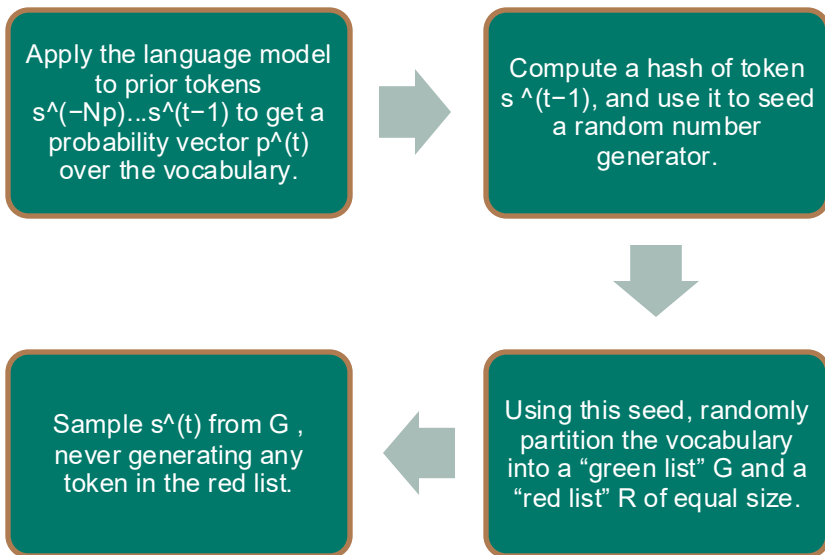 Apply the language model
to prior tokens
s^(−Np)...s^(t−1) to get a
probability vector p^(t)
over the vocabulary.
Compute a hash of token
s ^(t−1), and use it to seed
a random number
generator.
Using this seed, randomly
partition the vocabulary
into a “green list” G and a
“red list” R of equal size.
Sample s^(t) from G ,
never generating any
token in the red list.